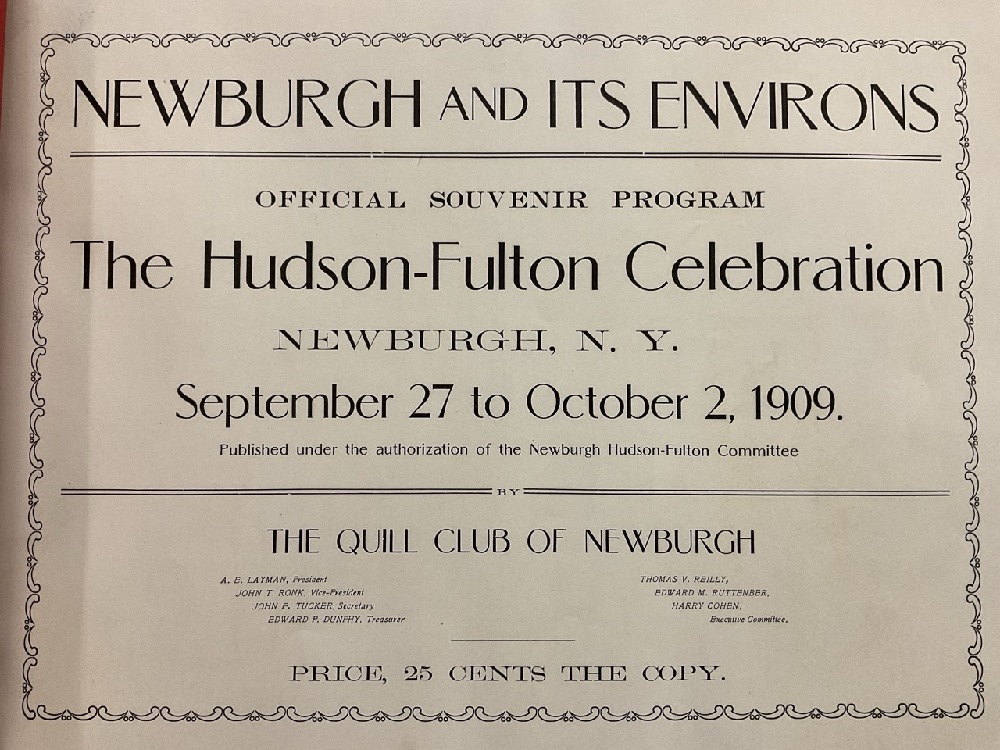 NEWBURGH AND ITS ENVIRONS
OFFICIAL SOUVENIR PROGRAM
The Hudson-Fulton Celebration
NEWBURGH, N. Y.
September 27 to October 2, 1909.
Published under the authorization of the Newburgh Hudson-Fulton Committee
BY
THE QUILL CLUB OF NEWBURGH
A. E. LAYMAN, President
JOHN T. RONK, Vice-President
JOHN F. TUCKER, Secretary
EDWARD P. DUNPHY, Treasurer
THOMAS V. REILLY,
EDWARD M. RUTTENBER,
HARRY COHEN,
Executive Committee.
PRICE, 25 CENTS THE COPY.